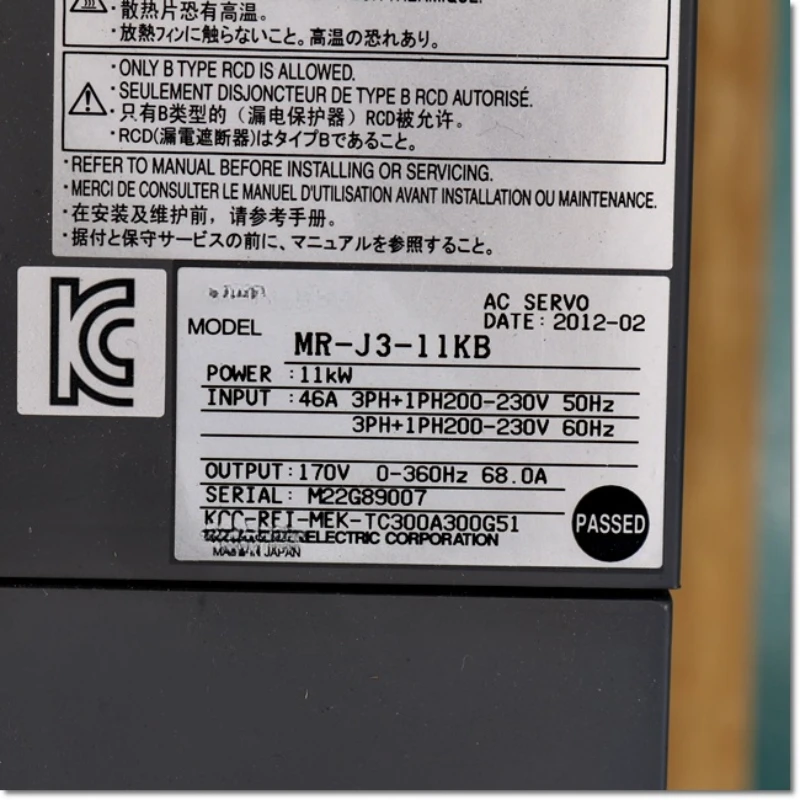 ・散热片恐有高温。
・放熱フィンに触らないこと。高温の恐れあり。
・ONLY B TYPE RCD IS ALLOWED.
・SEULEMENT DISJONCTEUR DE TYPE B RCD AUTORISÉ.
・只有B类型的（漏电保护器）RCD被允许。
・RCD(漏電遮断器)はタイプBであること。
・REFER TO MANUAL BEFORE INSTALLING OR SERVICING.
・MERCI DE CONSULTER LE MANUEL D'UTILISATION AVANT INSTALLATION OU MAINTENANCE.
・在安装及维护前，请参考手册。
・据付と保守サービスの前に、マニュアルを参照すること。
AC SERVO
DATE：2012-02
MODEL MR-J3-11KB
POWER ：11kW
INPUT ：46A 3PH+1PH200-230V 50Hz
3PH+1PH200-230V 60Hz
OUTPUT：170V 0-360Hz 68.0A
SERIAL： M22G89007
KCC-REI-MEK-TC300A300G51
ELECTRIC CORPORATION
JAPAN
PASSED